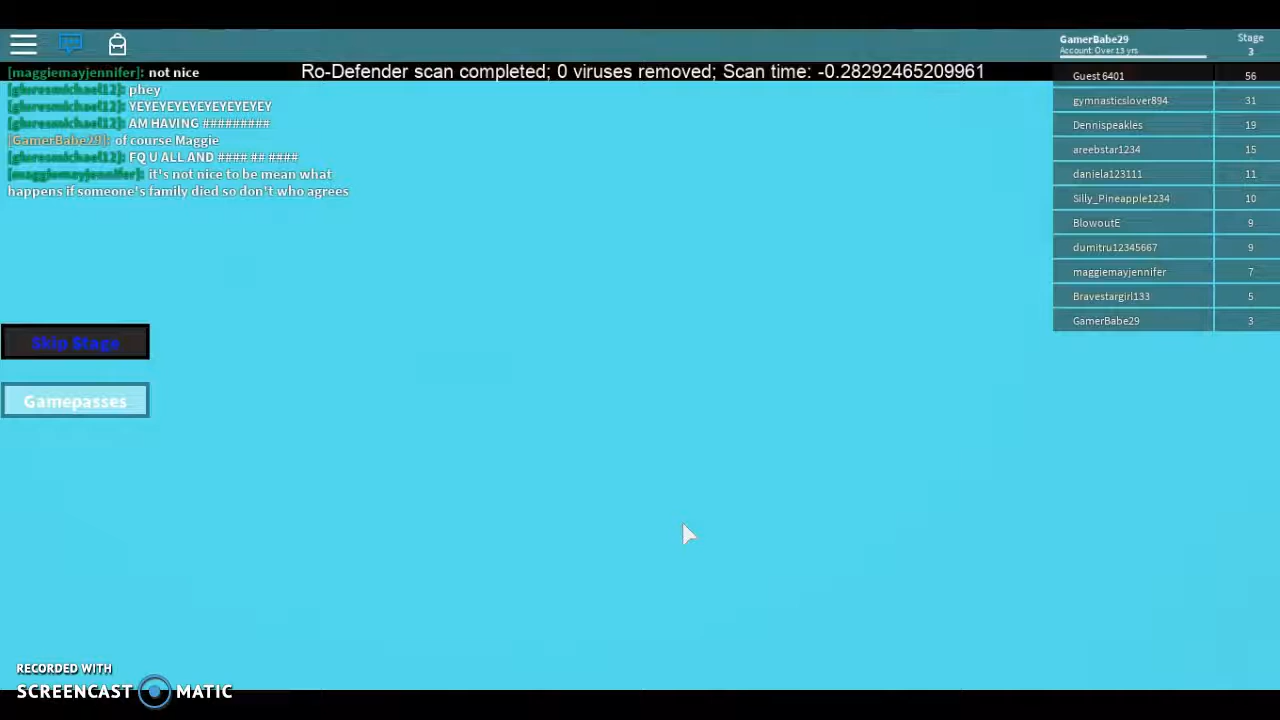 GamerBabe29
Account: Over 13 yrs
Stage
3
[maggiemayjennifer]: not nice
Ro-Defender scan completed; 0 viruses removed; Scan time: -0.28292465209961
phey
YEYEYEYEYEYEYEYEYEY
AM HAVING #########
[GamerBabe29]: of course Maggie
FQ U ALL AND #### ## ####
[maggiemayjennifer]: it's not nice to be mean what
happens if someone's family died so don't who agrees
Guest 6401 56
gymnasticslover894 31
Dennispeakles 19
areebstar1234 15
daniela123111 11
Silly_Pineapple1234 10
BlowoutE 9
dumitru12345667 9
maggiemayjennifer 7
Bravestargirl133 5
GamerBabe29 3
Skip Stage
Gamepasses
RECORDED WITH
SCREENCAST MATIC